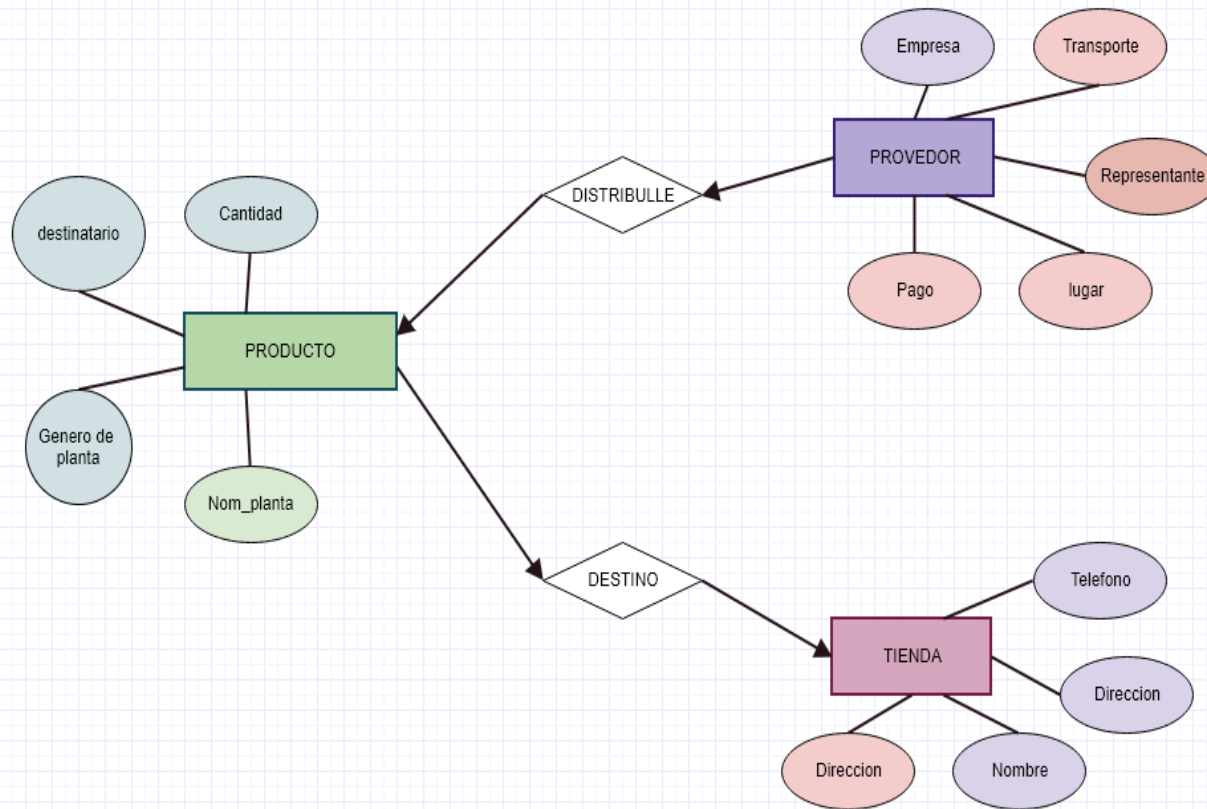 Empresa
Transporte
PROVEDOR
Representante
DISTRIBULLE
Cantidad
destinatario
Pago
lugar
PRODUCTO
Genero de
planta
Nom_planta
DESTINO
Telefono
TIENDA
Direccion
Direccion
Nombre